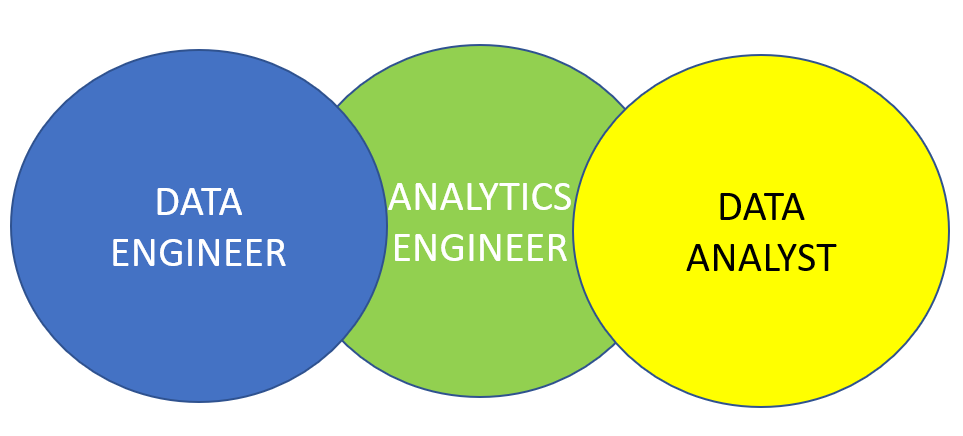 DATA
ENGINEER
ANALYTICS
ENGINEER
DATA
ANALYST